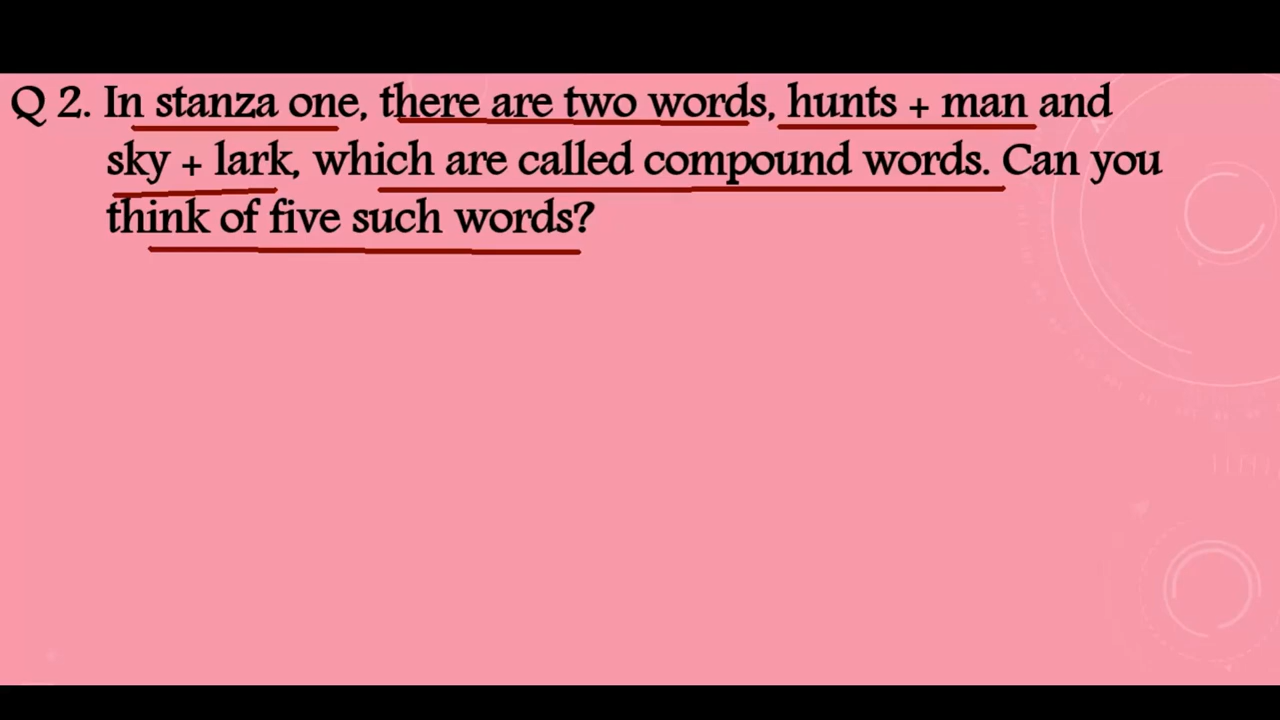 Q 2. In stanza one, there are two words, hunts + man and
sky + lark, which are called compound words. Can you
think of five such words?